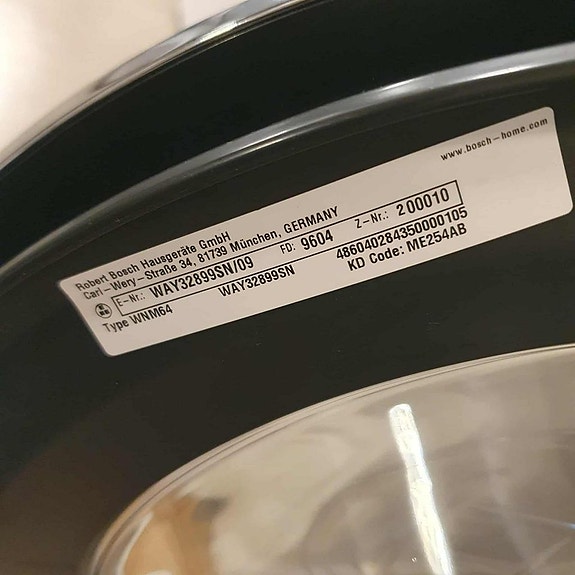 www.bosch-home.com
Robert Bosch Hausgeräte GmbH
Carl-Wery-Straße 34, 81739 München, GERMANY
E-Nr.: WAY32899SN/09 FD: 9604 Z-Nr.: 200010
Type WNM64 WAY32899SN 486040284350000105
KD Code: ME254AB